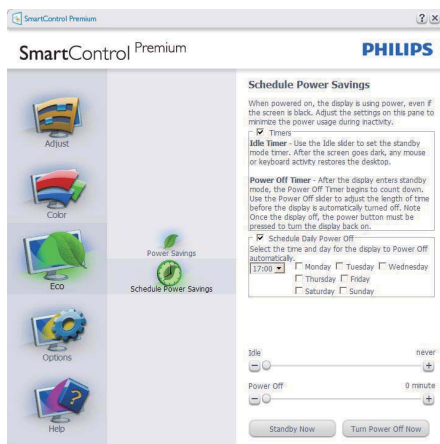 SmartControl Premium
SmartControl Premium
PHILIPS
Adjust
Color
Eco
Options
Help
Power Savings
Schedule Power Savings
Schedule Power Savings
When powered on, the display is using power, even if
the screen is black. Adjust the settings on this pane to
minimize the power usage during inactivity.
Timers
Idle Timer - Use the Idle slider to set the standby
mode timer. After the screen goes dark, any mouse
or keyboard activity restores the desktop.
Power Off Timer - After the display enters standby
mode, the Power Off Timer begins to count down.
Use the Power Off slider to adjust the length of time
before the display is automatically turned off. Note
Once the display off, the power button must be
pressed to turn the display back on.
Schedule Daily Power Off
Select the time and day for the display to Power Off
automatically.
17:00 Monday Tuesday Wednesday
Thursday Friday
Saturday Sunday
Idle never
Power Off 0 minute
Standby Now Turn Power Off Now